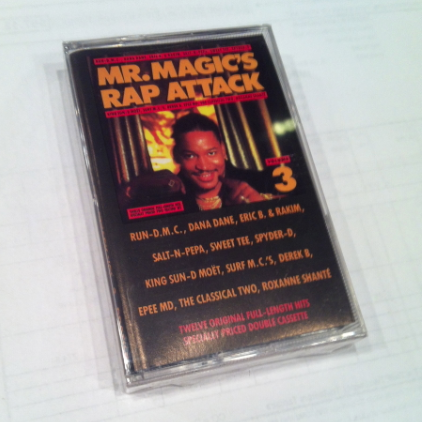 MR. MAGIC'S
RAP ATTACK
VOLUME
3
RUN-D.M.C., DANA DANE, ERIC B. & RAKIM,
SALT-N-PEPA, SWEET TEE, SPYDER-D,
KING SUN-D MOËT, SURF M.C.'S, DEREK B,
EPEE MD, THE CLASSICAL TWO, ROXANNE SHANTÉ
TWELVE ORIGINAL FULL-LENGTH HITS
SPECIALLY PRICED DOUBLE CASSETTE